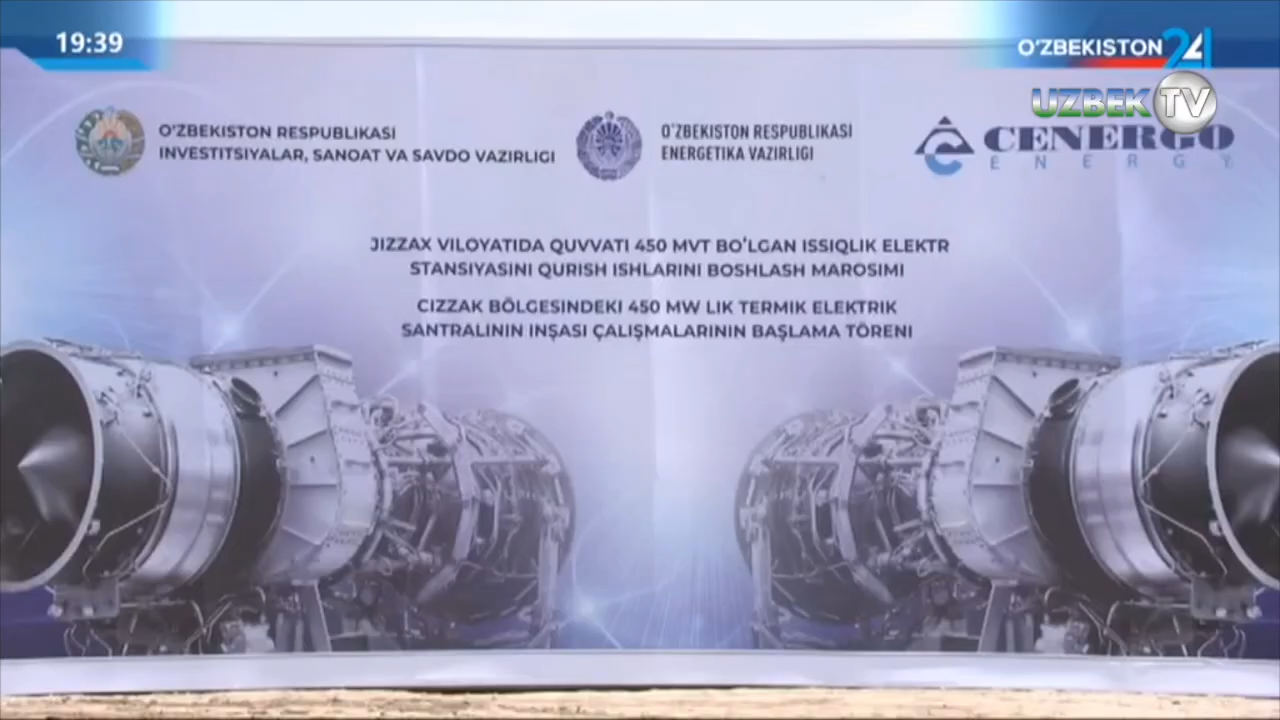 19:39
O'ZBEKISTON 24
UZBEK TV
O'ZBEKISTON RESPUBLIKASI
INVESTITSIYALAR, SANOAT VA SAVDO VAZIRLIGI
O'ZBEKISTON RESPUBLIKASI
ENERGETIKA VAZIRLIGI
CENERGO
ENERGY
JIZZAX VILOYATIDA QUVVATI 450 MVT BO'LGAN ISSIQLIK ELEKTR
STANSIYASINI QURISH ISHLARINI BOSHLASH MAROSIMI
CIZZAK BÖLGESINDEKI 450 MW LIK TERMIK ELEKTRIK
SANTRALININ INŞASI ÇALIŞMALARININ BAŞLAMA TÖRENI